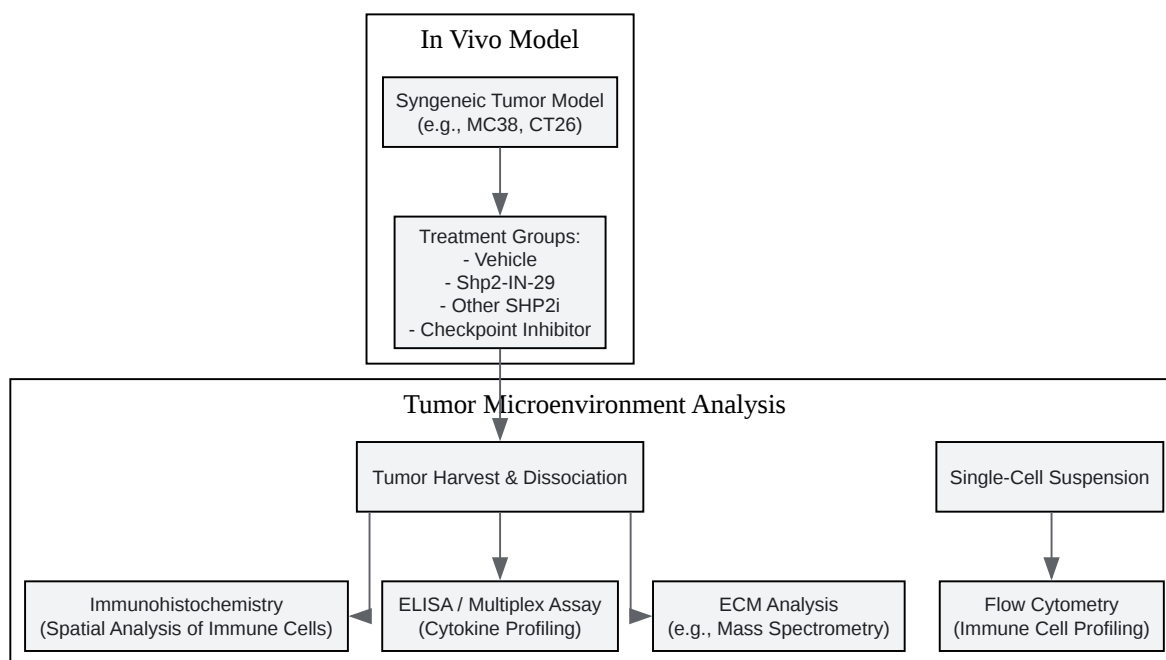 In Vivo Model
Syngeneic Tumor Model
(e.g., MC38, CT26)
Treatment Groups:
- Vehicle
- Shp2-IN-29
- Other SHP2i
- Checkpoint Inhibitor
Tumor Microenvironment Analysis
Tumor Harvest & Dissociation
Single-Cell Suspension
Immunohistochemistry
(Spatial Analysis of Immune Cells)
ELISA / Multiplex Assay
(Cytokine Profiling)
ECM Analysis
(e.g., Mass Spectrometry)
Flow Cytometry
(Immune Cell Profiling)